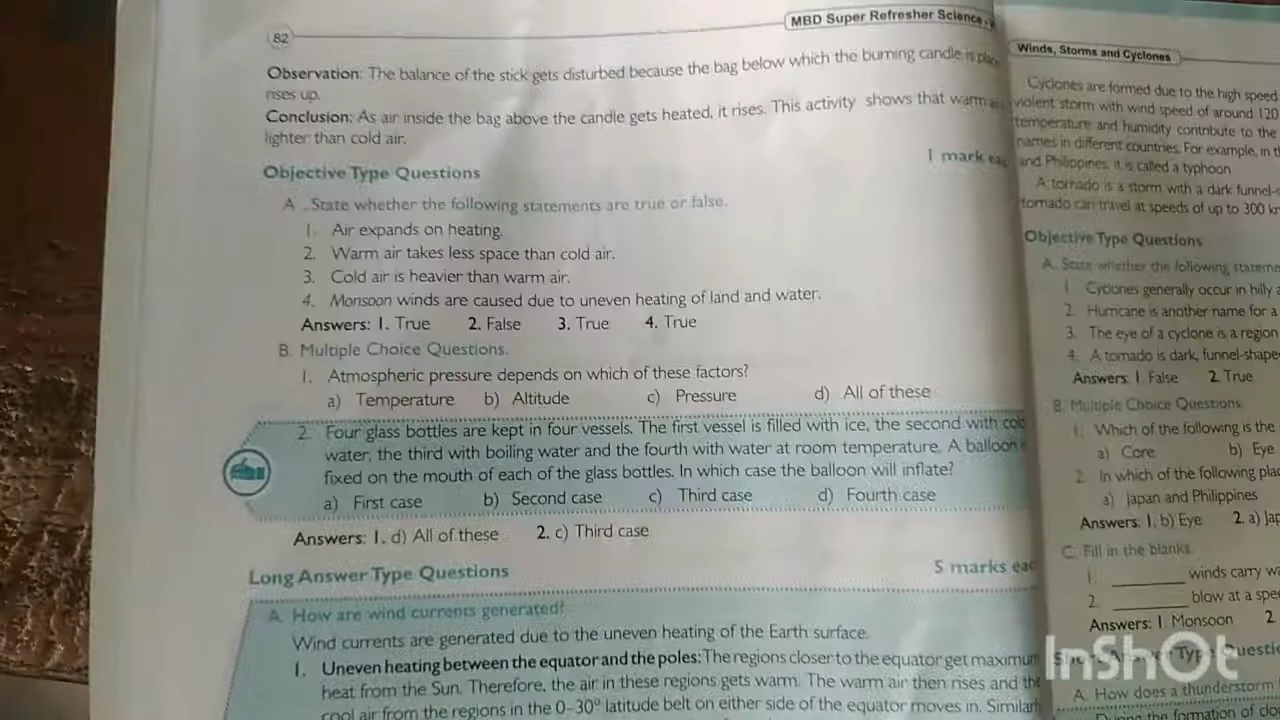 82
MBD Super Refresher Science
Observation: The balance of the stick gets disturbed because the bag below which the burning candle is
rises up.
Conclusion: As air inside the bag above the candle gets heated, it rises. This activity shows that warm
lighter than cold air.
1 mark
Objective Type Questions
A. State whether the following statements are true or false.
1. Air expands on heating.
2. Warm air takes less space than cold air.
3. Cold air is heavier than warm air.
4. Monsoon winds are caused due to uneven heating of land and water.
Answers: 1. True 2. False 3. True 4. True
B. Multiple Choice Questions.
1. Atmospheric pressure depends on which of these factors?
a) Temperature b) Altitude c) Pressure d) All of these
2. Four glass bottles are kept in four vessels. The first vessel is filled with ice, the second with cold
water, the third with boiling water and the fourth with water at room temperature. A balloon
fixed on the mouth of each of the glass bottles. In which case the balloon will inflate?
a) First case b) Second case c) Third case d) Fourth case
Answers: 1. d) All of these 2. c) Third case
Long Answer Type Questions
5 marks
A. How are wind currents generated?
Wind currents are generated due to the uneven heating of the Earth surface.
1. Uneven heating between the equator and the poles: The regions closer to the equator get maximum
heat from the Sun. Therefore, the air in these regions gets warm. The warm air then rises and the
cool air from the regions in the 0–30° latitude belt on either side of the equator moves in.
Winds, Storms and Cyclones
Cyclones are formed due to the high speed
violent storm with wind speed of around 120
temperature and humidity contribute to the
names in different countries. For example, in
and Philippines, it is called a typhoon
A tornado is a storm with a dark funnel-
tornado can travel at speeds of up to 300
Objective Type Questions
A. State whether the following
1. Cyclones generally occur in hilly
2. Hurricane is another name for a
3. The eye of a cyclone is a region
4. A tornado is dark, funnel-shape
Answers: 1. False 2. True
B. Multiple Choice Questions
1. Which of the following is the
a) Core b) Eye
2. In which of the following
a) Japan and Philippines
Answers: 1. b) Eye 2. a)
C. Fill in the blanks.
1. ________ winds carry
2. ________ blow at a
Answers: 1. Monsoon 2.
InShOt
A. How does a thunderstorm